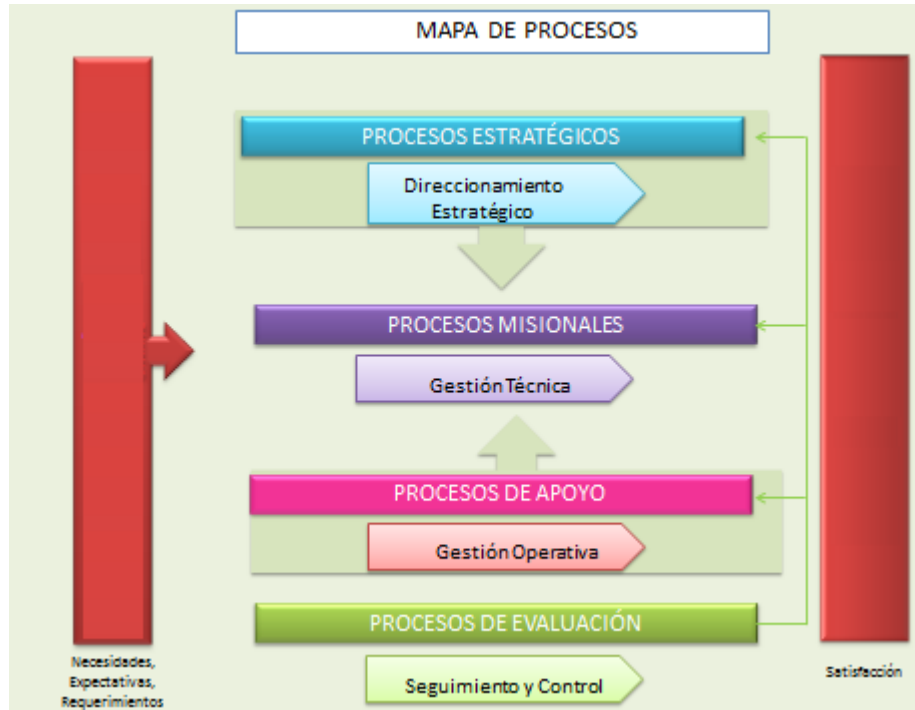 MAPA DE PROCESOS
PROCESOS ESTRATÉGICOS
Direccionamiento
Estratégico
PROCESOS MISIONALES
Gestión Técnica
PROCESOS DE APOYO
Gestión Operativa
PROCESOS DE EVALUACIÓN
Seguimiento y Control
Necesidades,
Expectativas,
Requerimientos
Satisfacción